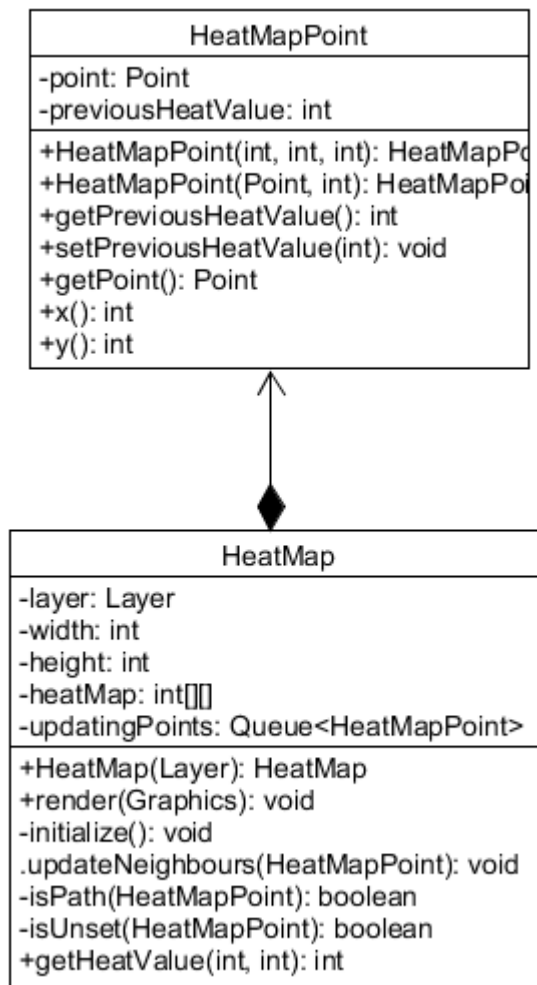 HeatMapPoint
-point: Point
-previousHeatValue: int
+HeatMapPoint(int, int, int): HeatMapPo
+HeatMapPoint(Point, int): HeatMapPoi
+getPreviousHeatValue(): int
+setPreviousHeatValue(int): void
+getPoint(): Point
+x(): int
+y(): int
HeatMap
-layer: Layer
-width: int
-height: int
-heatMap: int[][]
-updatingPoints: Queue<HeatMapPoint>
+HeatMap(Layer): HeatMap
+render(Graphics): void
-initialize(): void
.updateNeighbours(HeatMapPoint): void
-isPath(HeatMapPoint): boolean
-isUnset(HeatMapPoint): boolean
+getHeatValue(int, int): int